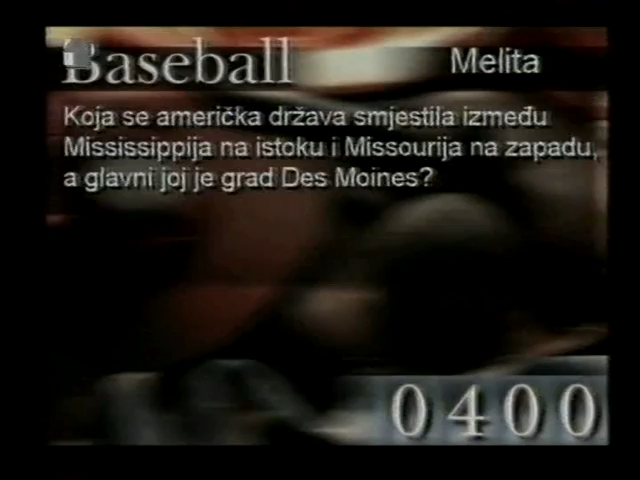 Baseball
Melita
Koja se američka država smjestila između
Mississippija na istoku i Missourija na zapadu,
a glavni joj je grad Des Moines?
0400